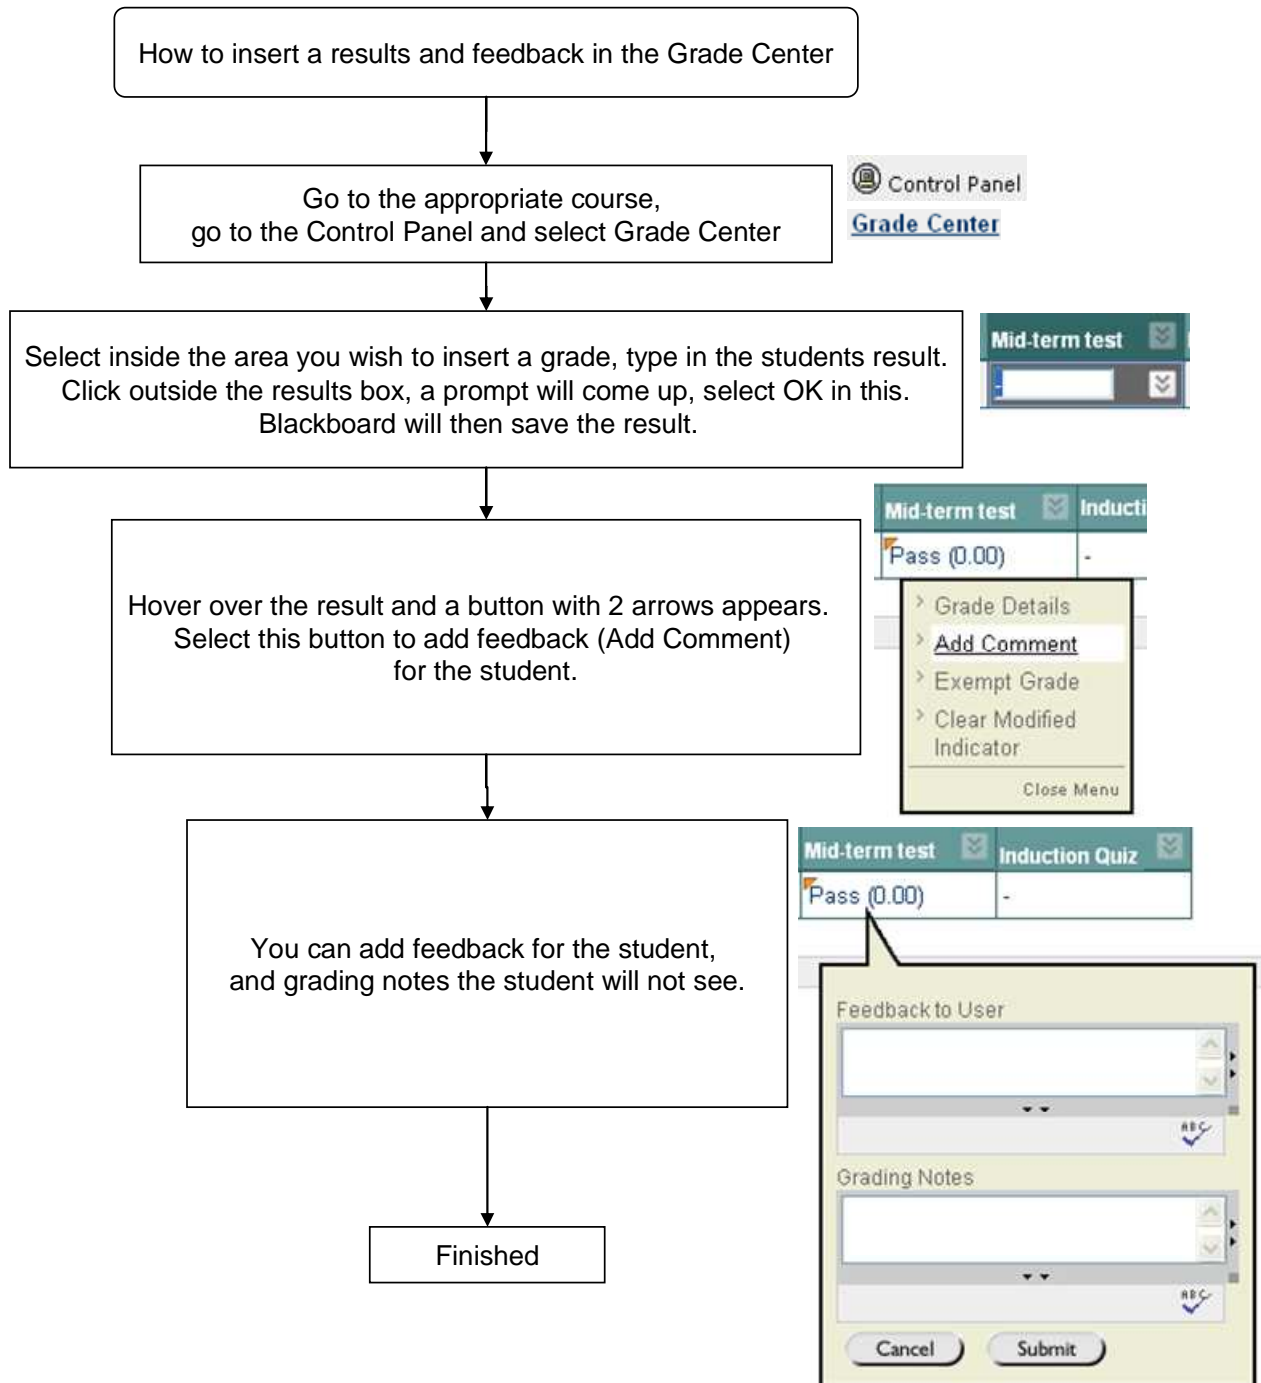 How to insert a results and feedback in the Grade Center
Go to the appropriate course,
go to the Control Panel and select Grade Center
Control Panel
Grade Center
Select inside the area you wish to insert a grade, type in the students result.
Click outside the results box, a prompt will come up, select OK in this.
Blackboard will then save the result.
Mid-term test
-
Hover over the result and a button with 2 arrows appears.
Select this button to add feedback (Add Comment)
for the student.
Mid-term test Inducti
Pass (0.00) -
> Grade Details
> Add Comment
> Exempt Grade
> Clear Modified
Indicator
Close Menu
You can add feedback for the student,
and grading notes the student will not see.
Mid-term test Induction Quiz
Pass (0.00) -
Feedback to User
ABC
Grading Notes
ABC
Cancel Submit
Finished